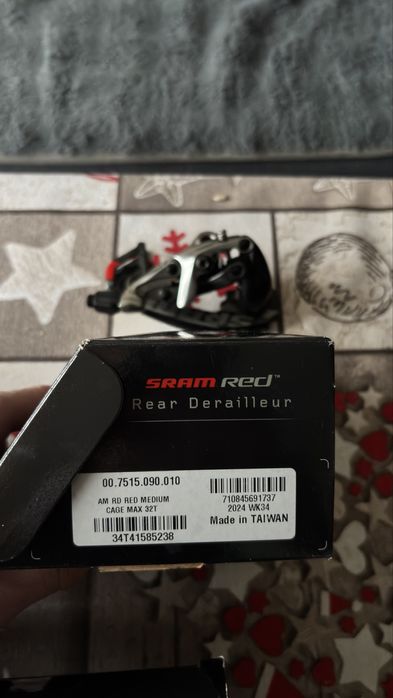 SRAM RED™
Rear Derailleur
00.7515.090.010
AM RD RED MEDIUM
CAGE MAX 32T
34T41585238
710845691737
2024 WK34
Made in TAIWAN